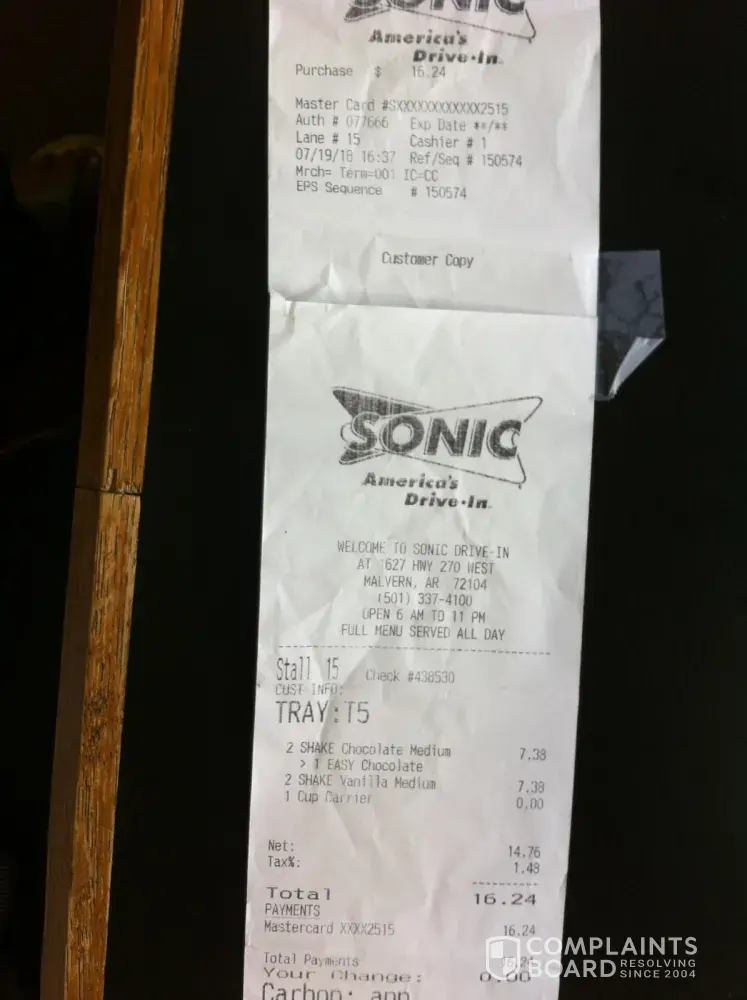 SONIC
America's
Drive-In.
Purchase $ 16.24
Master Card #SXXXXXXXXXXXX2515
Auth # 077666 Exp Date **/**
Lane # 15 Cashier # 1
07/19/18 16:37 Ref/Seq # 150574
Mrch= Term=001 IC=CC
EPS Sequence # 150574
Customer Copy
SONIC
America's
Drive-In.
WELCOME TO SONIC DRIVE-IN
AT 1627 HWY 270 WEST
MALVERN, AR 72104
(501) 337-4100
OPEN 6 AM TO 11 PM
FULL MENU SERVED ALL DAY
Stall 15 Check #438530
CUST INFO:
TRAY:T5
2 SHAKE Chocolate Medium 7.38
> 1 EASY Chocolate
2 SHAKE Vanilla Medium 7.38
1 Cup Carrier 0.00
Net: 14.76
Tax%: 1.48
Total 16.24
PAYMENTS
Mastercard XXXX2515 16.24
Total Payments 16.24
Your Change: 0.00
Carhop: app
COMPLAINTS
BOARD RESOLVING
SINCE 2004